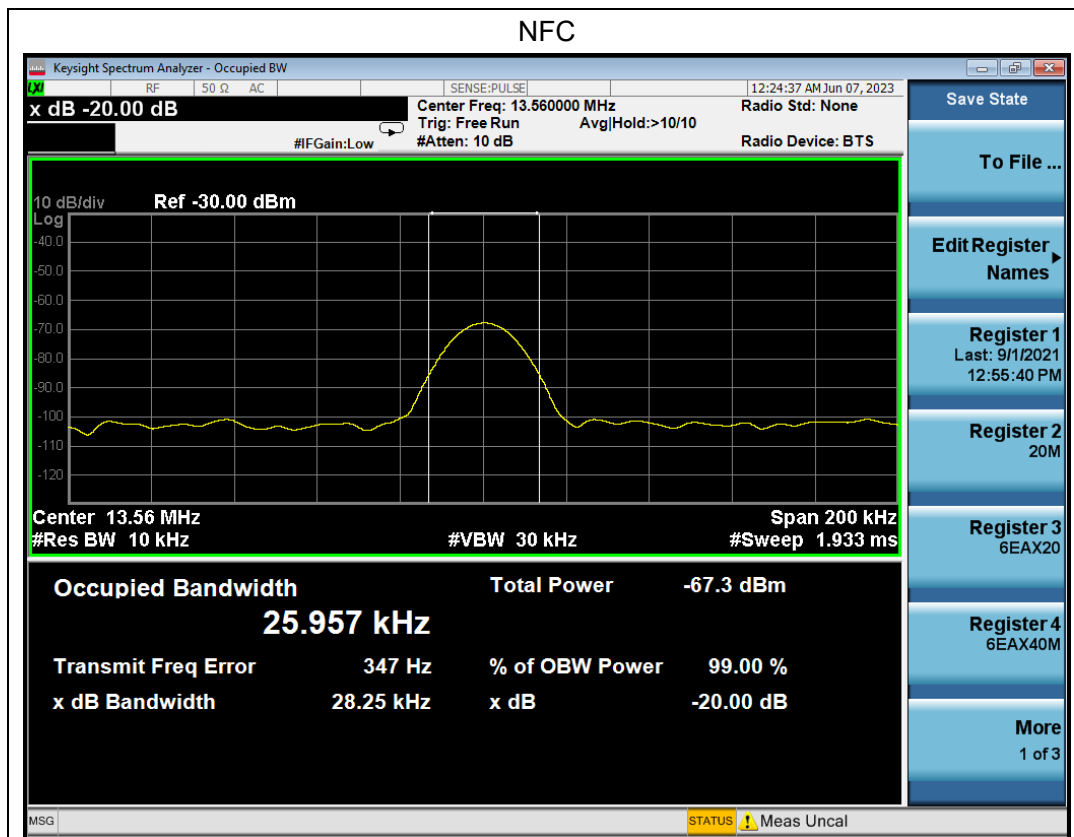 NFC
Keysight Spectrum Analyzer - Occupied BW
LXI RF 50 Ω AC SENSE:PULSE 12:24:37 AM Jun 07, 2023
x dB -20.00 dB
Center Freq: 13.560000 MHz Radio Std: None
Trig: Free Run Avg|Hold:>10/10
#IFGain:Low #Atten: 10 dB Radio Device: BTS
10 dB/div Ref -30.00 dBm
Log
-40.0
-50.0
-60.0
-70.0
-80.0
-90.0
-100
-110
-120
Center 13.56 MHz Span 200 kHz
#Res BW 10 kHz #VBW 30 kHz #Sweep 1.933 ms
Occupied Bandwidth Total Power -67.3 dBm
25.957 kHz
Transmit Freq Error 347 Hz % of OBW Power 99.00 %
x dB Bandwidth 28.25 kHz x dB -20.00 dB
MSG STATUS ! Meas Uncal
Save State
To File ...
Edit Register
Names
Register 1
Last: 9/1/2021
12:55:40 PM
Register 2
20M
Register 3
6EAX20
Register 4
6EAX40M
More
1 of 3